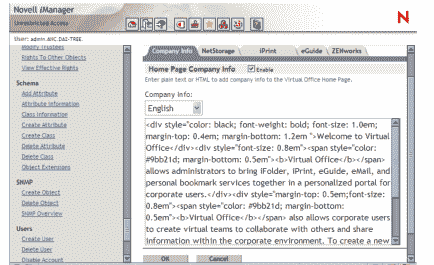 Novell iManager
Unrestricted Access
N
User: admin.AMC.DA3-TREE.
Modify Trustees
Rights To Other Objects
View Effective Rights
Schema
Add Attribute
Attribute Information
Class Information
Create Attribute
Create Class
Delete Attribute
Delete Class
Object Extensions
SNMP
Create Object
Delete Object
SNMP Overview
Users
Create User
Delete User
Disable Account
Company Info
NetStorage
iPrint
eGuide
ZENworks
Home Page Company Info
Enable
Enter plain text or HTML to add company info to the Virtual Office Home Page.
Company Info:
English
<div style="color: black; font-weight: bold; font-size: 1.0em;
margin-top: 0.4em; margin-bottom: 1.2em ">Welcome to Virtual
Office</div><div style="font-size: 0.8em"><span style="color:
#9bb21d; margin-bottom: 0.5em"><b>Virtual Office</b></span>
allows administrators to bring iFolder, iPrint, eGuide, eMail, and
personal bookmark services together in a personalized portal for
corporate users.</div><div style="margin-top: 0.5em;font-size:
0.8em"><span style="color: #9bb21d; margin-bottom:
0.5em"><b>Virtual Office</b></span> also allows corporate users
to create virtual teams to collaborate with others and share
information within the corporate environment. To create a new
OK
Cancel